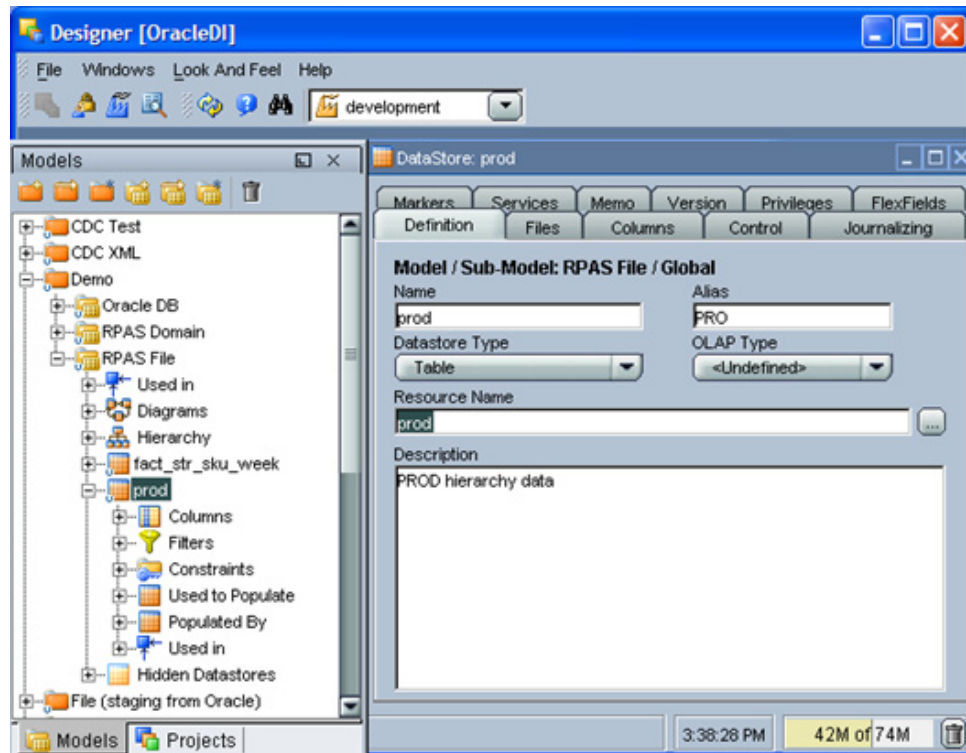 Designer [OracleDI]
File Windows Look And Feel Help
development
Models
CDC Test
CDC XML
Demo
Oracle DB
RPAS Domain
RPAS File
Used in
Diagrams
Hierarchy
fact_str_sku_week
prod
Columns
Filters
Constraints
Used to Populate
Populated By
Used in
Hidden Datastores
File (staging from Oracle)
Models Projects
DataStore: prod
Markers Services Memo Version Privileges FlexFields
Definition Files Columns Control Journalizing
Model / Sub-Model: RPAS File / Global
Name Alias
prod PRO
Datastore Type OLAP Type
Table <Undefined>
Resource Name
prod
...
Description
PROD hierarchy data
3:38:28 PM 42M of 74M